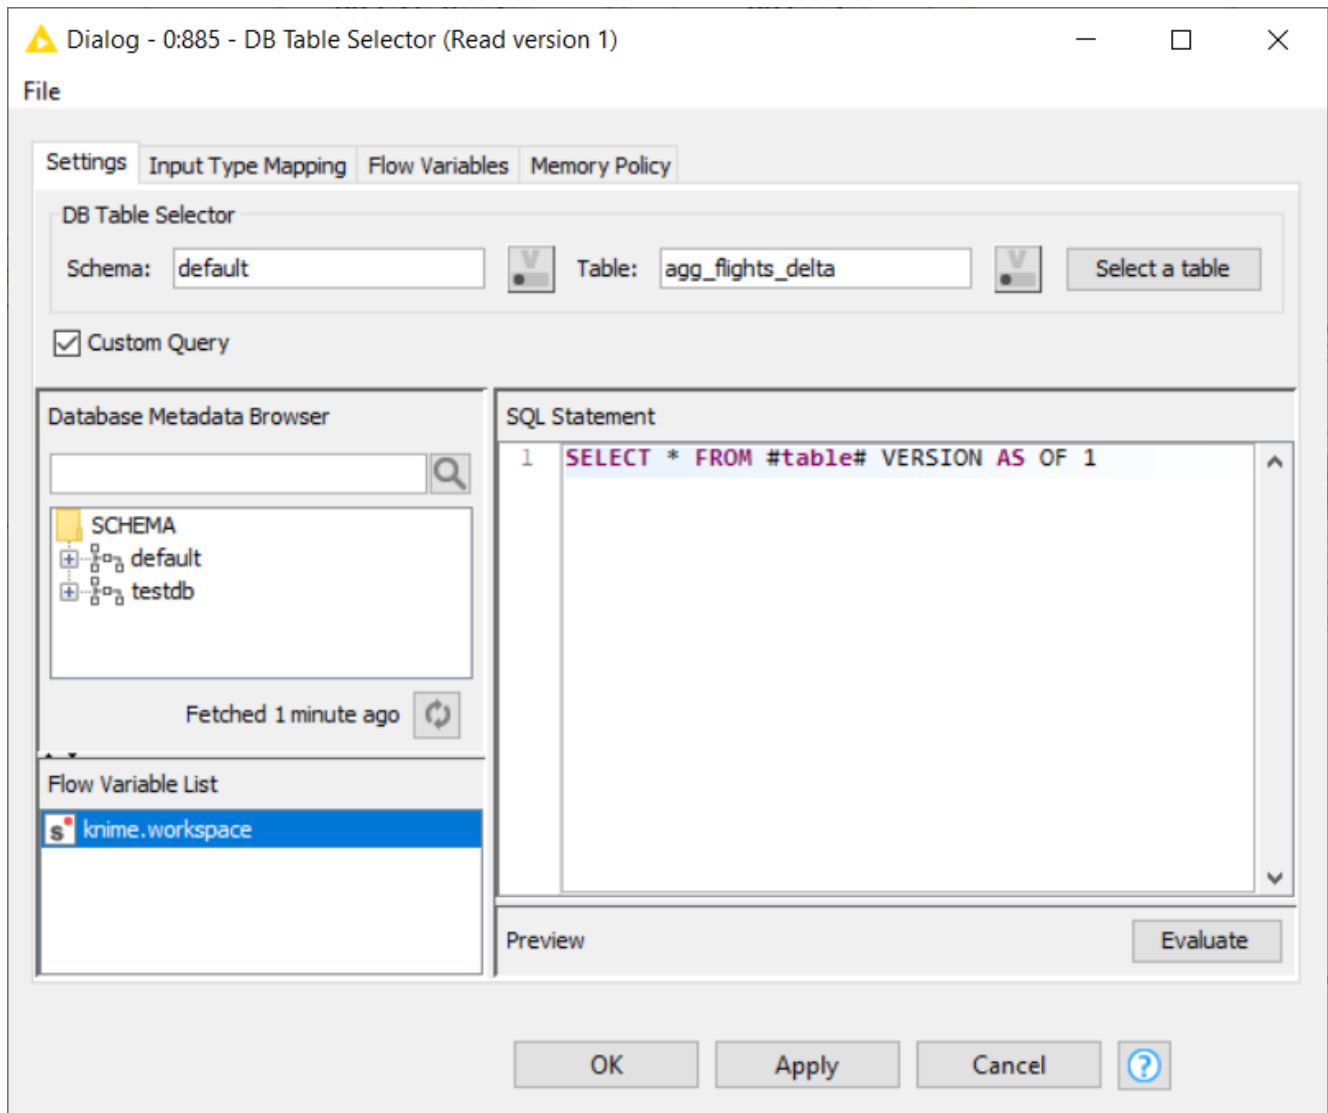 Dialog - 0:885 - DB Table Selector (Read version 1)
File
Settings Input Type Mapping Flow Variables Memory Policy
DB Table Selector
Schema: default V Table: agg_flights_delta V Select a table
Custom Query
Database Metadata Browser
SCHEMA
default
testdb
Fetched 1 minute ago
Flow Variable List
s knime.workspace
SQL Statement
1 SELECT * FROM #table# VERSION AS OF 1
Preview Evaluate
OK Apply Cancel ?